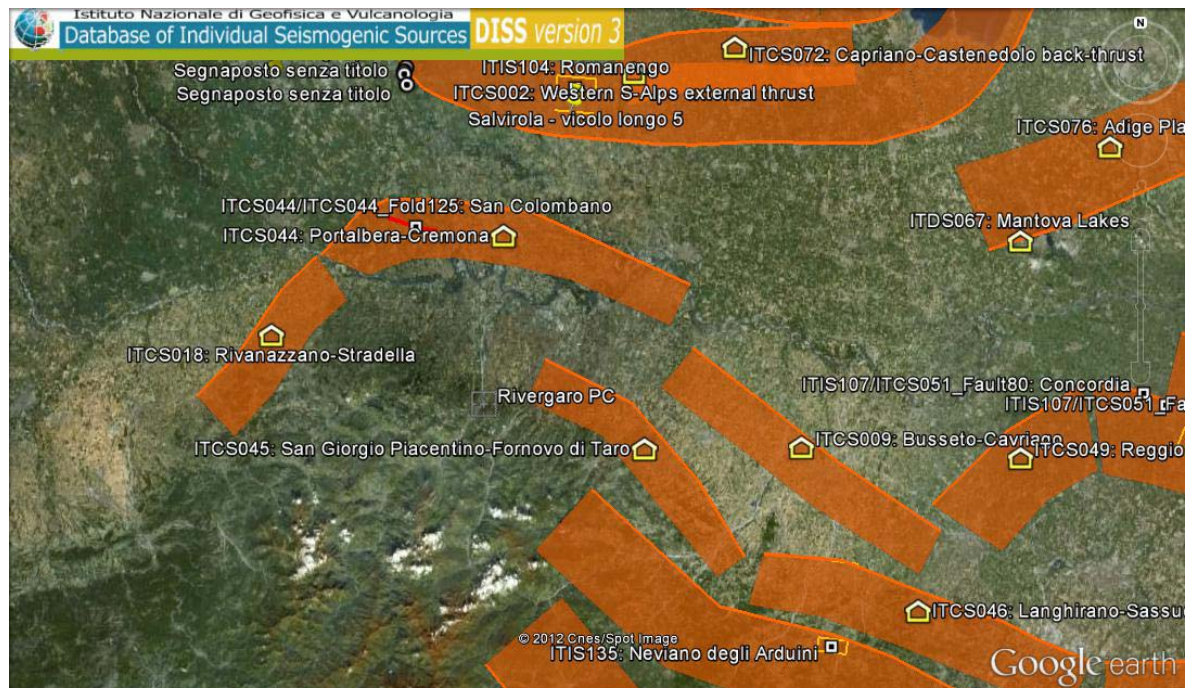 Istituto Nazionale di Geofisica e Vulcanologia
Database of Individual Seismogenic Sources DISS version 3
N
ITCS072: Capriano-Castenedolo back-thrust
Segnaposto senza titolo
ITIS104: Romanengo
Segnaposto senza titolo
ITCS002: Western S-Alps external thrust
Salvirola - vicolo longo 5
ITCS076: Adige Pla
ITCS044/ITCS044_Fold125: San Colombano
ITCS044: Portalbera-Cremona
ITDS067: Mantova Lakes
ITCS018: Rivanazzano-Stradella
ITIS107/ITCS051_Fault80: Concordia
Rivergaro PC
ITIS107/ITCS051_Fa
ITCS045: San Giorgio Piacentino-Fornovo di Taro
ITCS009: Busseto-Cavriago
ITCS049: Reggio
ITCS046: Langhirano-Sassuo
© 2012 Cnes/Spot Image
ITIS135: Neviano degli Arduini
Google earth